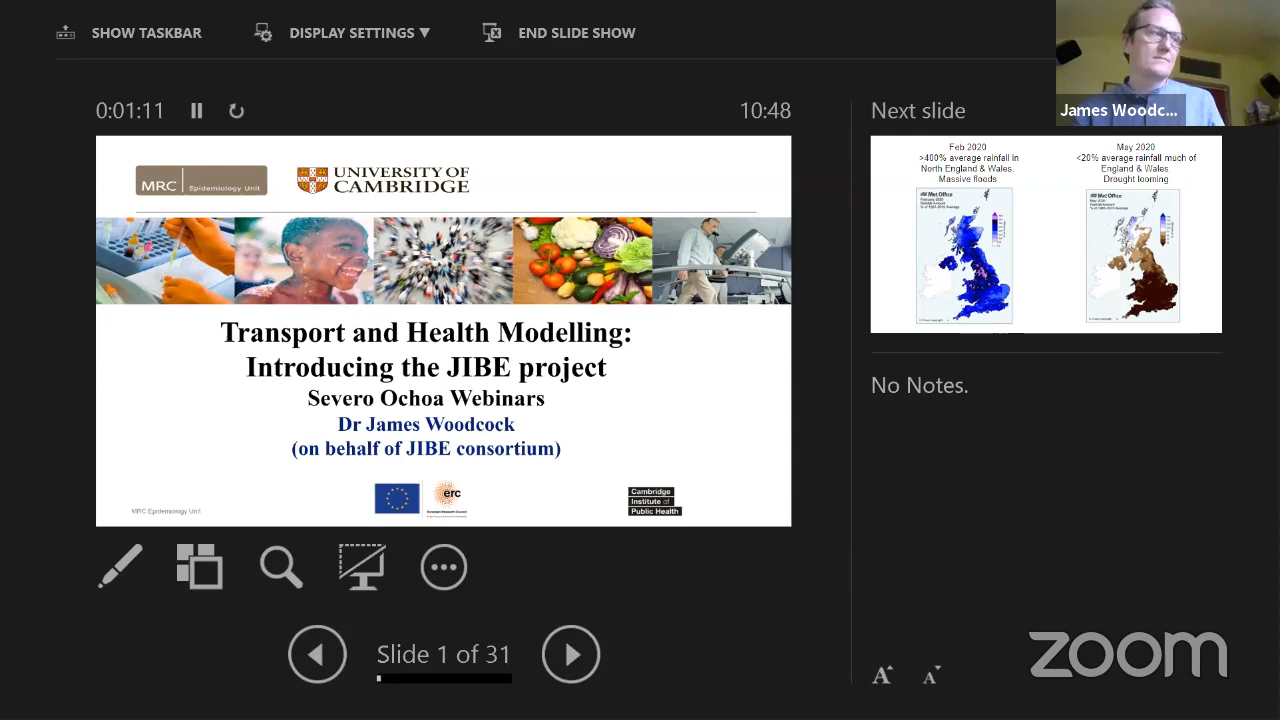 SHOW TASKBAR
DISPLAY SETTINGS ▼
END SLIDE SHOW
James Woodc...
0:01:11
10:48
Next slide
MRC | Epidemiology Unit
UNIVERSITY OF
CAMBRIDGE
Transport and Health Modelling:
Introducing the JIBE project
Severo Ochoa Webinars
Dr James Woodcock
(on behalf of JIBE consortium)
erc
Cambridge
Institute of
Public Health
MRC Epidemiology Unit
Feb 2020
>400% average rainfall in
North England & Wales.
Massive floods
Met Office
May 2020
<20% average rainfall much of
England & Wales.
Drought looming
Met Office
No Notes.
Slide 1 of 31
A A
zoom